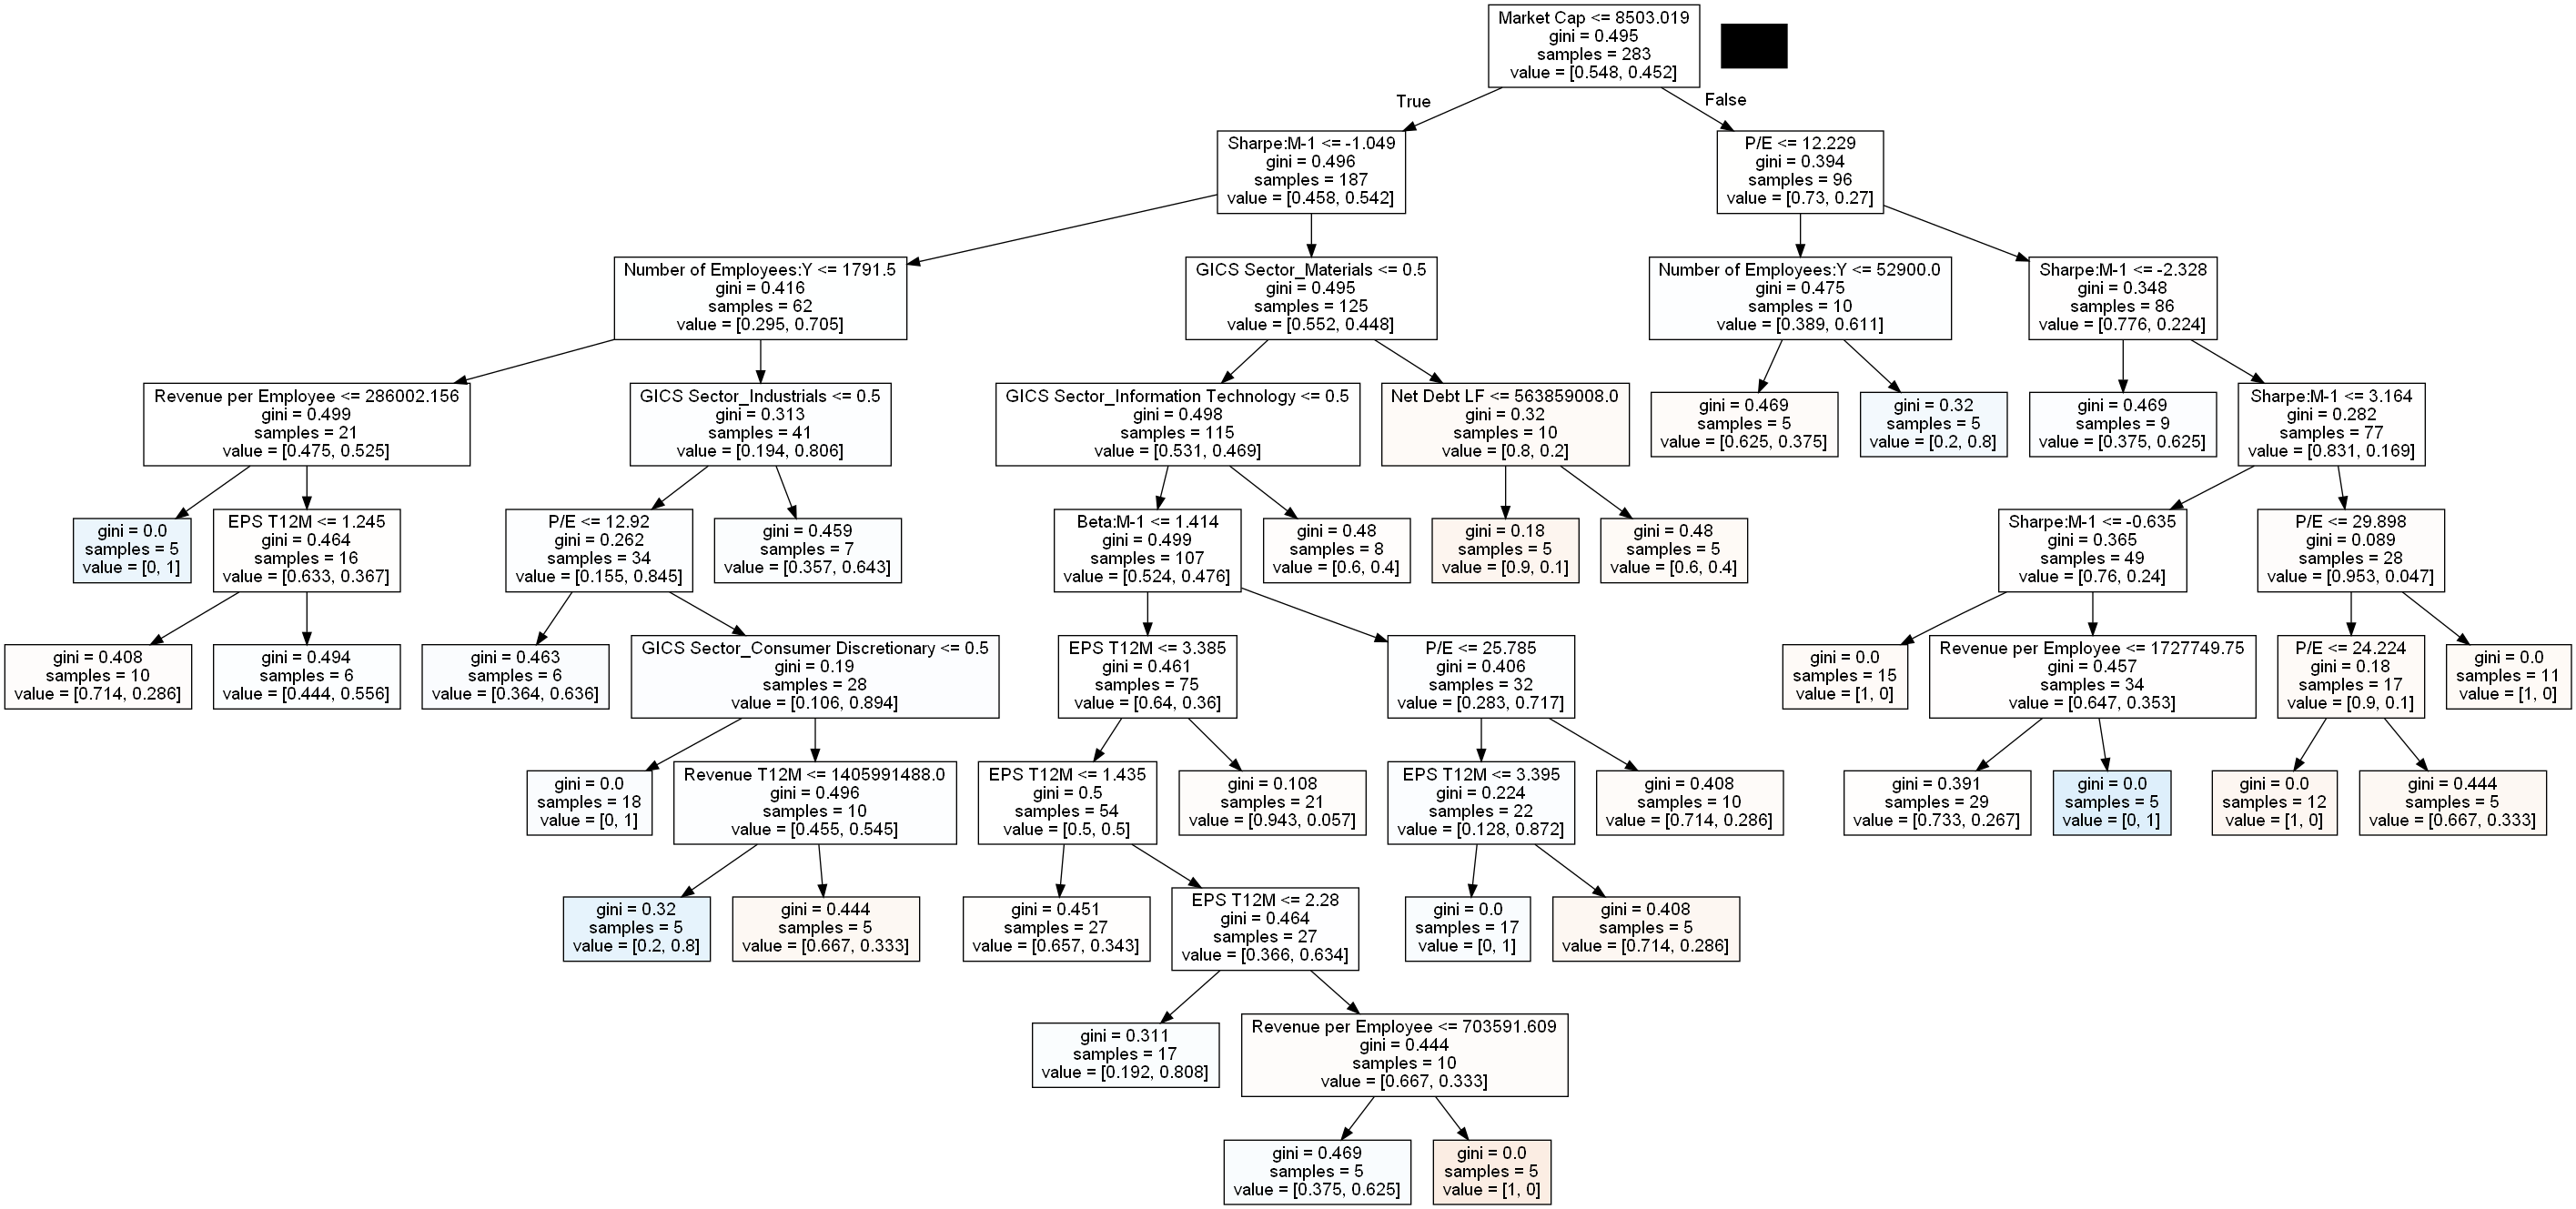 Market Cap <= 8503.019
gini = 0.495
samples = 283
value = [0.548, 0.452]
True
False
Sharpe:M-1 <= -1.049
gini = 0.496
samples = 187
value = [0.458, 0.542]
P/E <= 12.229
gini = 0.394
samples = 96
value = [0.73, 0.27]
Number of Employees:Y <= 1791.5
gini = 0.416
samples = 62
value = [0.295, 0.705]
GICS Sector_Materials <= 0.5
gini = 0.495
samples = 125
value = [0.552, 0.448]
Number of Employees:Y <= 52900.0
gini = 0.475
samples = 10
value = [0.389, 0.611]
Sharpe:M-1 <= -2.328
gini = 0.348
samples = 86
value = [0.776, 0.224]
Revenue per Employee <= 286002.156
gini = 0.499
samples = 21
value = [0.475, 0.525]
GICS Sector_Industrials <= 0.5
gini = 0.313
samples = 41
value = [0.194, 0.806]
GICS Sector_Information Technology <= 0.5
gini = 0.498
samples = 115
value = [0.531, 0.469]
Net Debt LF <= 563859008.0
gini = 0.32
samples = 10
value = [0.8, 0.2]
gini = 0.469
samples = 5
value = [0.625, 0.375]
gini = 0.32
samples = 5
value = [0.2, 0.8]
gini = 0.469
samples = 9
value = [0.375, 0.625]
Sharpe:M-1 <= 3.164
gini = 0.282
samples = 77
value = [0.831, 0.169]
gini = 0.0
samples = 5
value = [0, 1]
EPS T12M <= 1.245
gini = 0.464
samples = 16
value = [0.633, 0.367]
P/E <= 12.92
gini = 0.262
samples = 34
value = [0.155, 0.845]
gini = 0.459
samples = 7
value = [0.357, 0.643]
Beta:M-1 <= 1.414
gini = 0.499
samples = 107
value = [0.524, 0.476]
gini = 0.48
samples = 8
value = [0.6, 0.4]
gini = 0.18
samples = 5
value = [0.9, 0.1]
gini = 0.48
samples = 5
value = [0.6, 0.4]
Sharpe:M-1 <= -0.635
gini = 0.365
samples = 49
value = [0.76, 0.24]
P/E <= 29.898
gini = 0.089
samples = 28
value = [0.953, 0.047]
gini = 0.408
samples = 10
value = [0.714, 0.286]
gini = 0.494
samples = 6
value = [0.444, 0.556]
gini = 0.463
samples = 6
value = [0.364, 0.636]
GICS Sector_Consumer Discretionary <= 0.5
gini = 0.19
samples = 28
value = [0.106, 0.894]
EPS T12M <= 3.385
gini = 0.461
samples = 75
value = [0.64, 0.36]
P/E <= 25.785
gini = 0.406
samples = 32
value = [0.283, 0.717]
gini = 0.0
samples = 15
value = [1, 0]
Revenue per Employee <= 1727749.75
gini = 0.457
samples = 34
value = [0.647, 0.353]
P/E <= 24.224
gini = 0.18
samples = 17
value = [0.9, 0.1]
gini = 0.0
samples = 11
value = [1, 0]
gini = 0.0
samples = 18
value = [0, 1]
Revenue T12M <= 1405991488.0
gini = 0.496
samples = 10
value = [0.455, 0.545]
EPS T12M <= 1.435
gini = 0.5
samples = 54
value = [0.5, 0.5]
gini = 0.108
samples = 21
value = [0.943, 0.057]
EPS T12M <= 3.395
gini = 0.224
samples = 22
value = [0.128, 0.872]
gini = 0.408
samples = 10
value = [0.714, 0.286]
gini = 0.391
samples = 29
value = [0.733, 0.267]
gini = 0.0
samples = 5
value = [0, 1]
gini = 0.0
samples = 12
value = [1, 0]
gini = 0.444
samples = 5
value = [0.667, 0.333]
gini = 0.32
samples = 5
value = [0.2, 0.8]
gini = 0.444
samples = 5
value = [0.667, 0.333]
gini = 0.451
samples = 27
value = [0.657, 0.343]
EPS T12M <= 2.28
gini = 0.464
samples = 27
value = [0.366, 0.634]
gini = 0.0
samples = 17
value = [0, 1]
gini = 0.408
samples = 5
value = [0.714, 0.286]
gini = 0.311
samples = 17
value = [0.192, 0.808]
Revenue per Employee <= 703591.609
gini = 0.444
samples = 10
value = [0.667, 0.333]
gini = 0.469
samples = 5
value = [0.375, 0.625]
gini = 0.0
samples = 5
value = [1, 0]